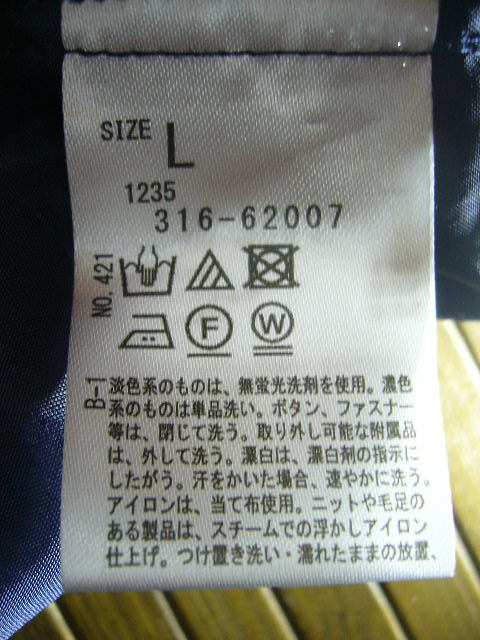 SIZE L
1235
316-62007
NO. 421
F W
B-1
淡色系のものは、無蛍光洗剤を使用。濃色
系のものは単品洗い。ボタン、ファスナー
等は、閉じて洗う。取り外し可能な附属品
は、外して洗う。漂白は、漂白剤の指示に
したがう。汗をかいた場合、速やかに洗う。
アイロンは、当て布使用。ニットや毛足の
ある製品は、スチームでの浮かしアイロン
仕上げ。つけ置き洗い・濡れたままの放置、